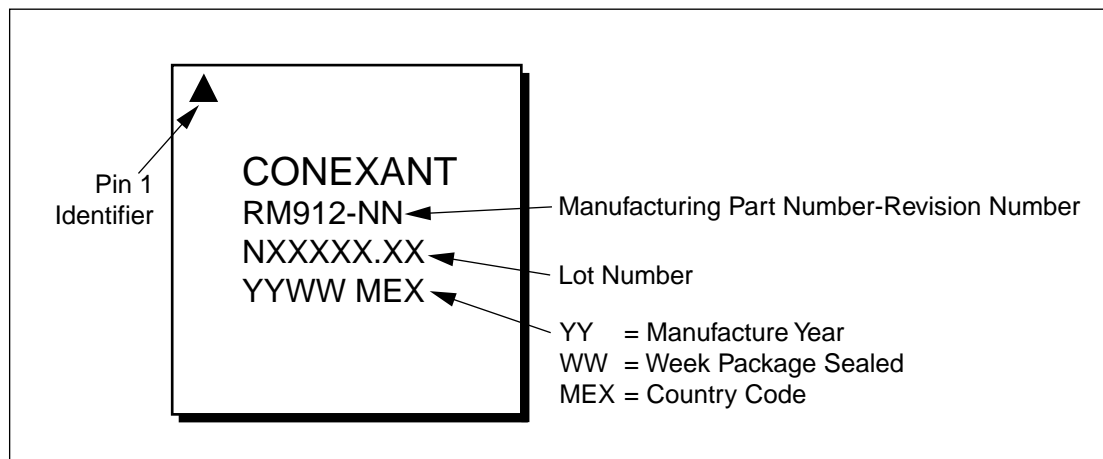 Pin 1
Identifier
CONEXANT
RM912-NN
NXXXXX.XX
YYWW MEX
Manufacturing Part Number-Revision Number
Lot Number
YY = Manufacture Year
WW = Week Package Sealed
MEX = Country Code